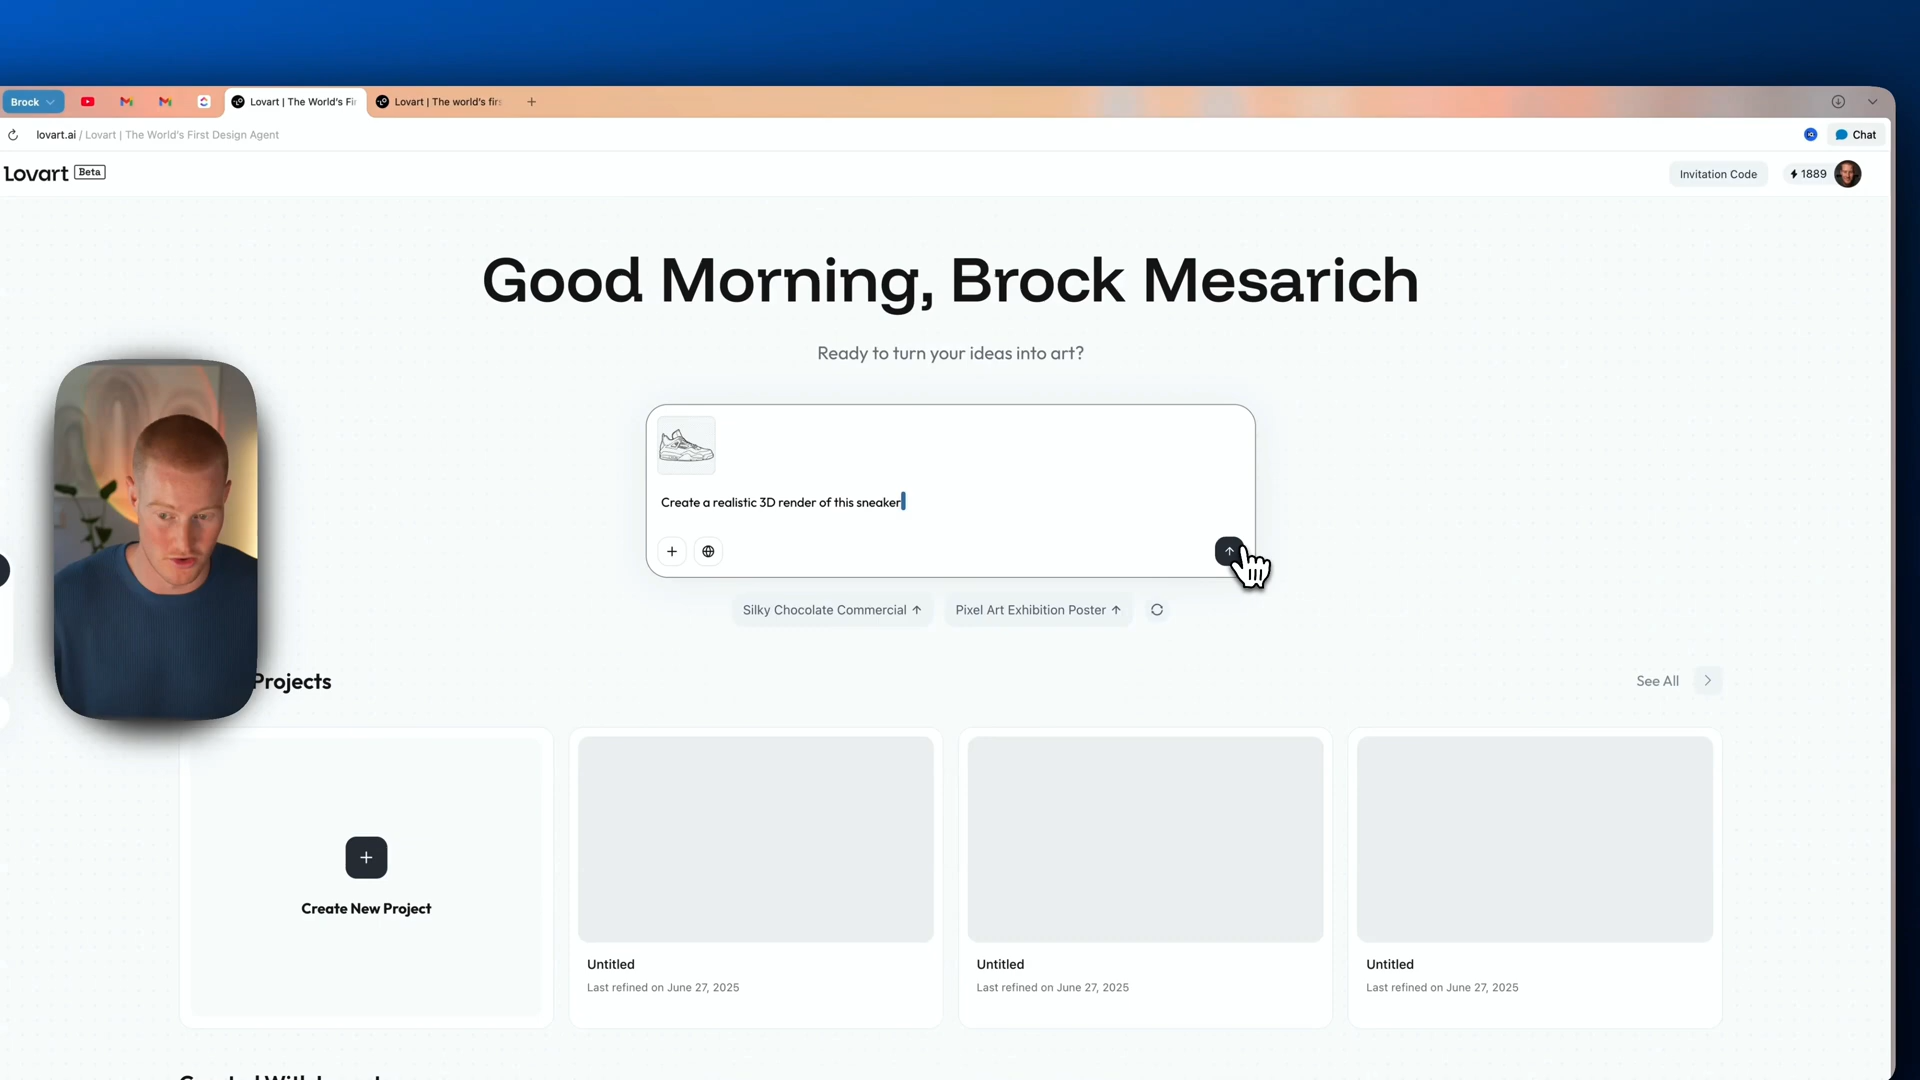 Brock
Lovart | The World's Fir
Lovart | The world's firs
lovart.ai / Lovart | The World's First Design Agent
Chat
Lovart Beta
Invitation Code
1889
Good Morning, Brock Mesarich
Ready to turn your ideas into art?
Create a realistic 3D render of this sneaker
Silky Chocolate Commercial
Pixel Art Exhibition Poster
Projects
See All
Create New Project
Untitled
Last refined on June 27, 2025
Untitled
Last refined on June 27, 2025
Untitled
Last refined on June 27, 2025